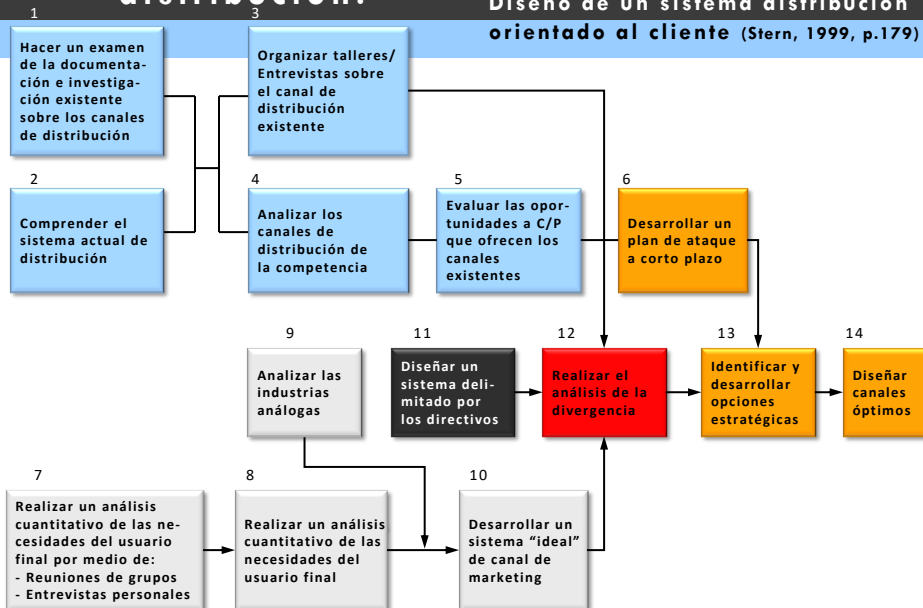 distribución.
Diseño de un sistema distribución
orientado al cliente (Stern, 1999, p.179)
1
Hacer un examen
de la documenta-
ción e investiga-
ción existente
sobre los canales
de distribución
3
Organizar talleres/
Entrevistas sobre
el canal de
distribución
existente
2
Comprender el
sistema actual de
distribución
4
Analizar los
canales de
distribución de
la competencia
5
Evaluar las opor-
tunidades a C/P
que ofrecen los
canales
existentes
6
Desarrollar un
plan de ataque
a corto plazo
9
Analizar las
industrias
análogas
11
Diseñar un
sistema deli-
mitado por
los directivos
12
Realizar el
análisis de la
divergencia
13
Identificar y
desarrollar
opciones
estratégicas
14
Diseñar
canales
óptimos
7
Realizar un análisis
cuantitativo de las ne-
cesidades del usuario
final por medio de:
- Reuniones de grupos
- Entrevistas personales
8
Realizar un análisis
cuantitativo de las
necesidades del
usuario final
10
Desarrollar un
sistema “ideal”
de canal de
marketing